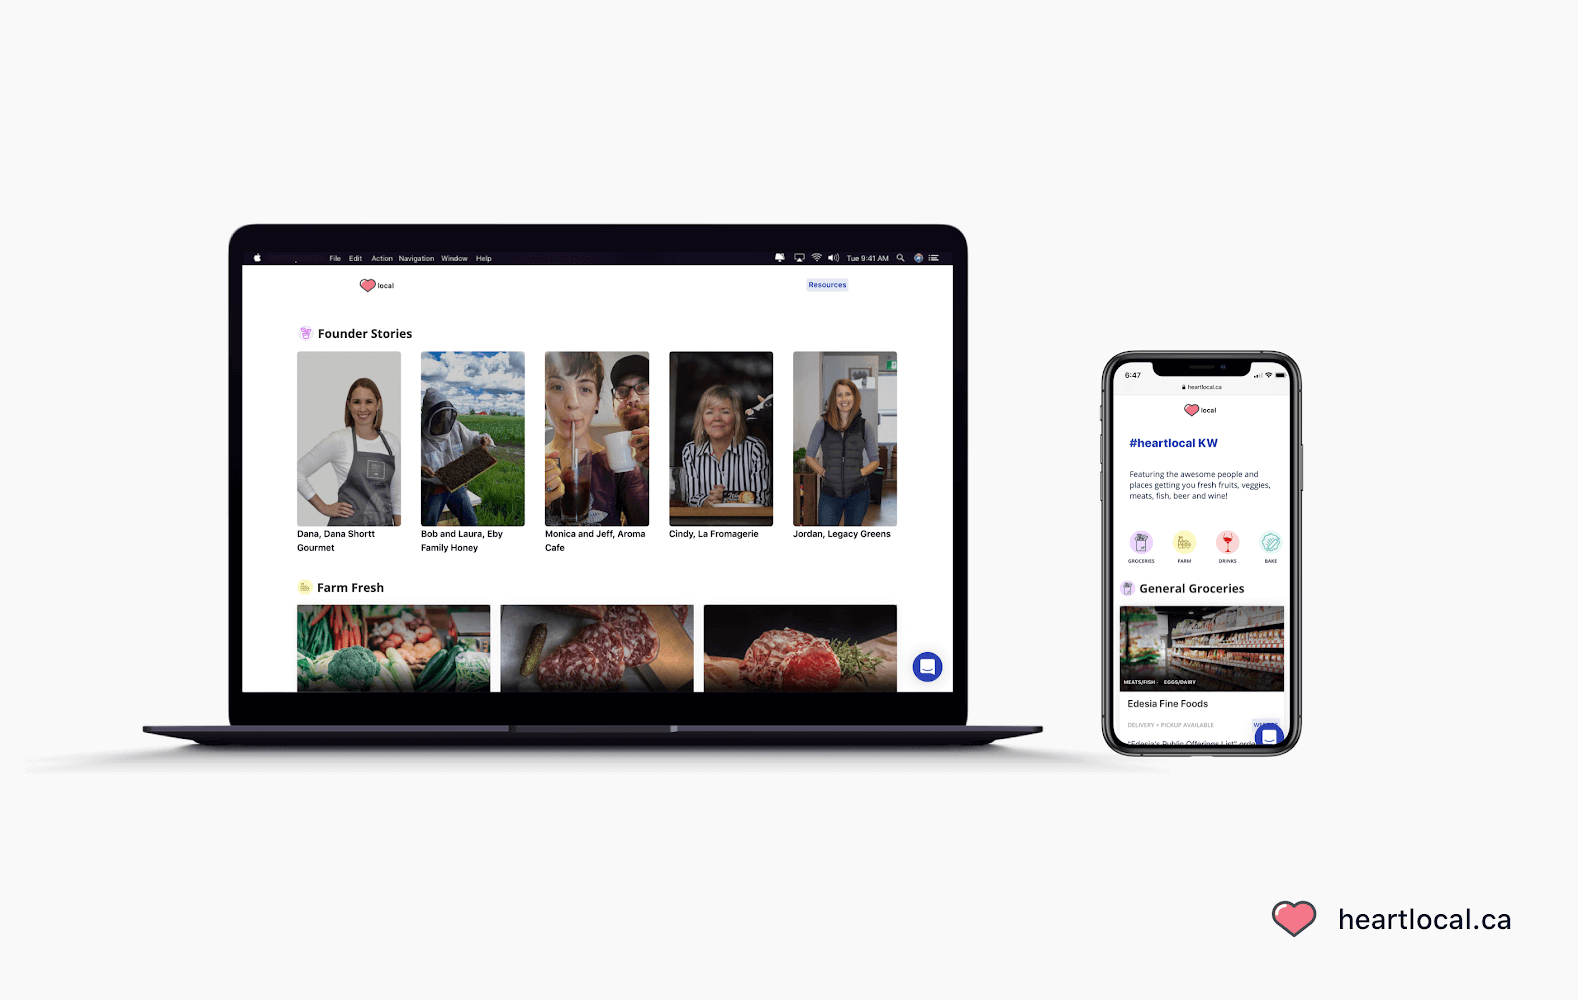 File Edit Action Navigation Window Help
Tue 9:41 AM
local
Resources
Founder Stories
Dana, Dana Shortt
Gourmet
Bob and Laura, Eby
Family Honey
Monica and Jeff, Aroma
Cafe
Cindy, La Fromagerie
Jordan, Legacy Greens
Farm Fresh
6:47
heartlocal.ca
local
#heartlocal KW
Featuring the awesome people and
places getting you fresh fruits, veggies,
meats, fish, beer and wine!
GROCERIES
FARM
DRINKS
BAKE
General Groceries
MEATS/FISH · EGGS/DAIRY
Edesia Fine Foods
DELIVERY + PICKUP AVAILABLE
"Edesia's Public Offerings List"
heartlocal.ca